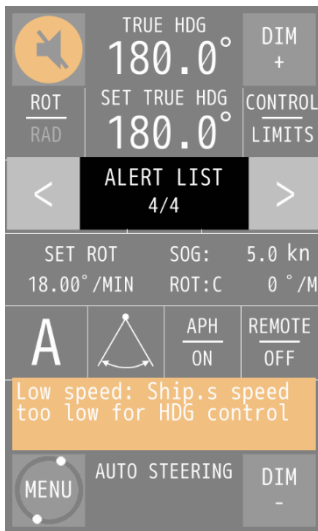 TRUE HDG
180.0°
DIM
+
ROT
RAD
SET TRUE HDG
180.0°
CONTROL
LIMITS
<
ALERT LIST
4/4
>
SET ROT
18.00°/MIN
SOG: 5.0 kn
ROT:C 0 °/M
A
APH
ON
REMOTE
OFF
Low speed: Ship.s speed
too low for HDG control
MENU
AUTO STEERING
DIM
-